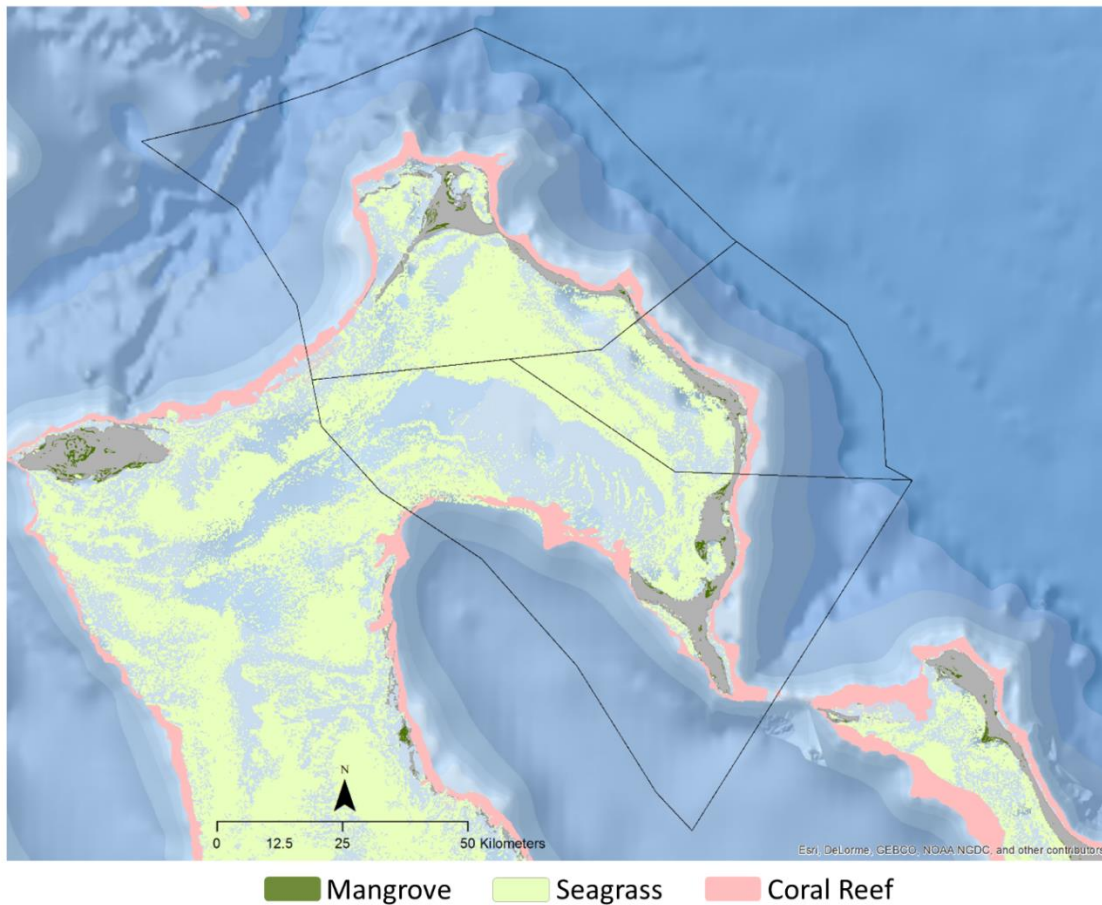 N
0 12.5 25 50 Kilometers
Esri, DeLorme, GEBCO, NOAA NGDC, and other contributors
Mangrove Seagrass Coral Reef